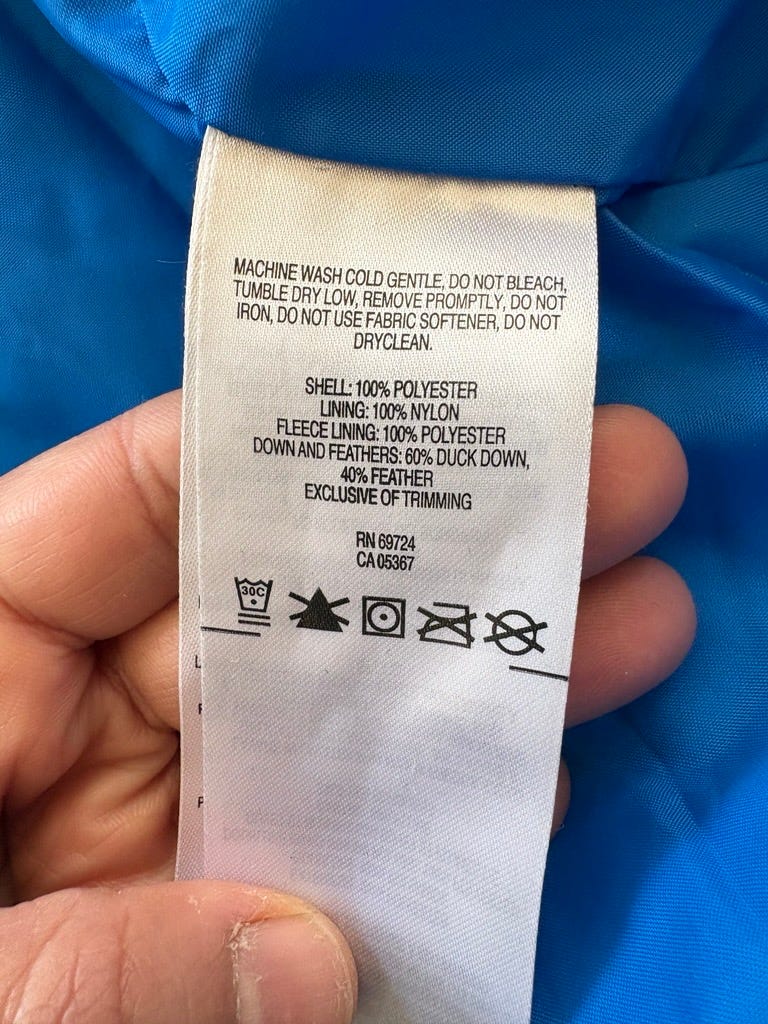 MACHINE WASH COLD GENTLE, DO NOT BLEACH,
TUMBLE DRY LOW, REMOVE PROMPTLY, DO NOT
IRON, DO NOT USE FABRIC SOFTENER, DO NOT
DRYCLEAN.
SHELL: 100% POLYESTER
LINING: 100% NYLON
FLEECE LINING: 100% POLYESTER
DOWN AND FEATHERS: 60% DUCK DOWN,
40% FEATHER
EXCLUSIVE OF TRIMMING
RN 69724
CA 05367
30C